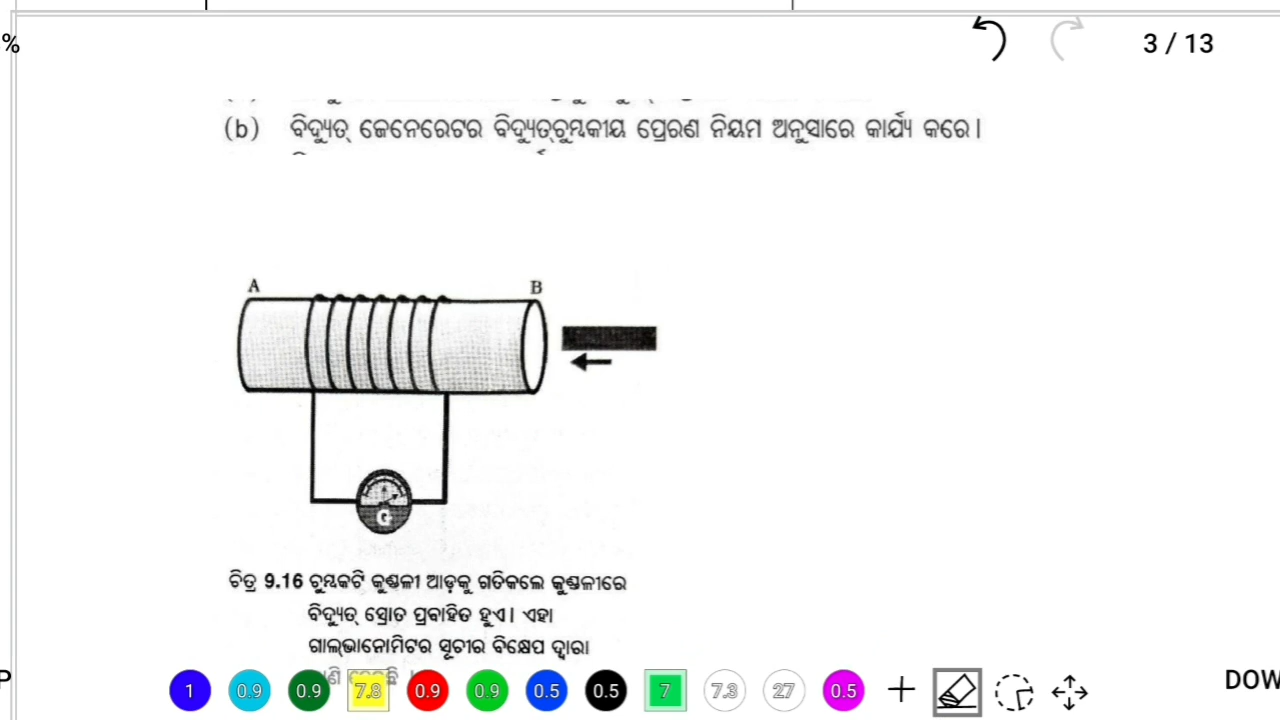 %
3 / 13
(b) ବିଦ୍ୟୁତ୍ ଜେନେରେଟର ବିଦ୍ୟୁତ୍‌ଚୁମ୍ବକୀୟ ପ୍ରେରଣ ନିୟମ ଅନୁସାରେ କାର୍ଯ୍ୟ କରେ।
A B
G
ଚିତ୍ର 9.16 ଚୁମ୍ବକଟି କୁଣ୍ଡଳୀ ଆଡ଼କୁ ଗତିକଲେ କୁଣ୍ଡଳୀରେ
ବିଦ୍ୟୁତ୍ ସ୍ରୋତ ପ୍ରବାହିତ ହୁଏ। ଏହା
ଗାଲ୍‌ଭାନୋମିଟର ସୂଚୀର ବିକ୍ଷେପ ଦ୍ୱାରା
P 1 0.9 0.9 7.8 0.9 0.9 0.5 0.5 7 7.3 27 0.5 DOW